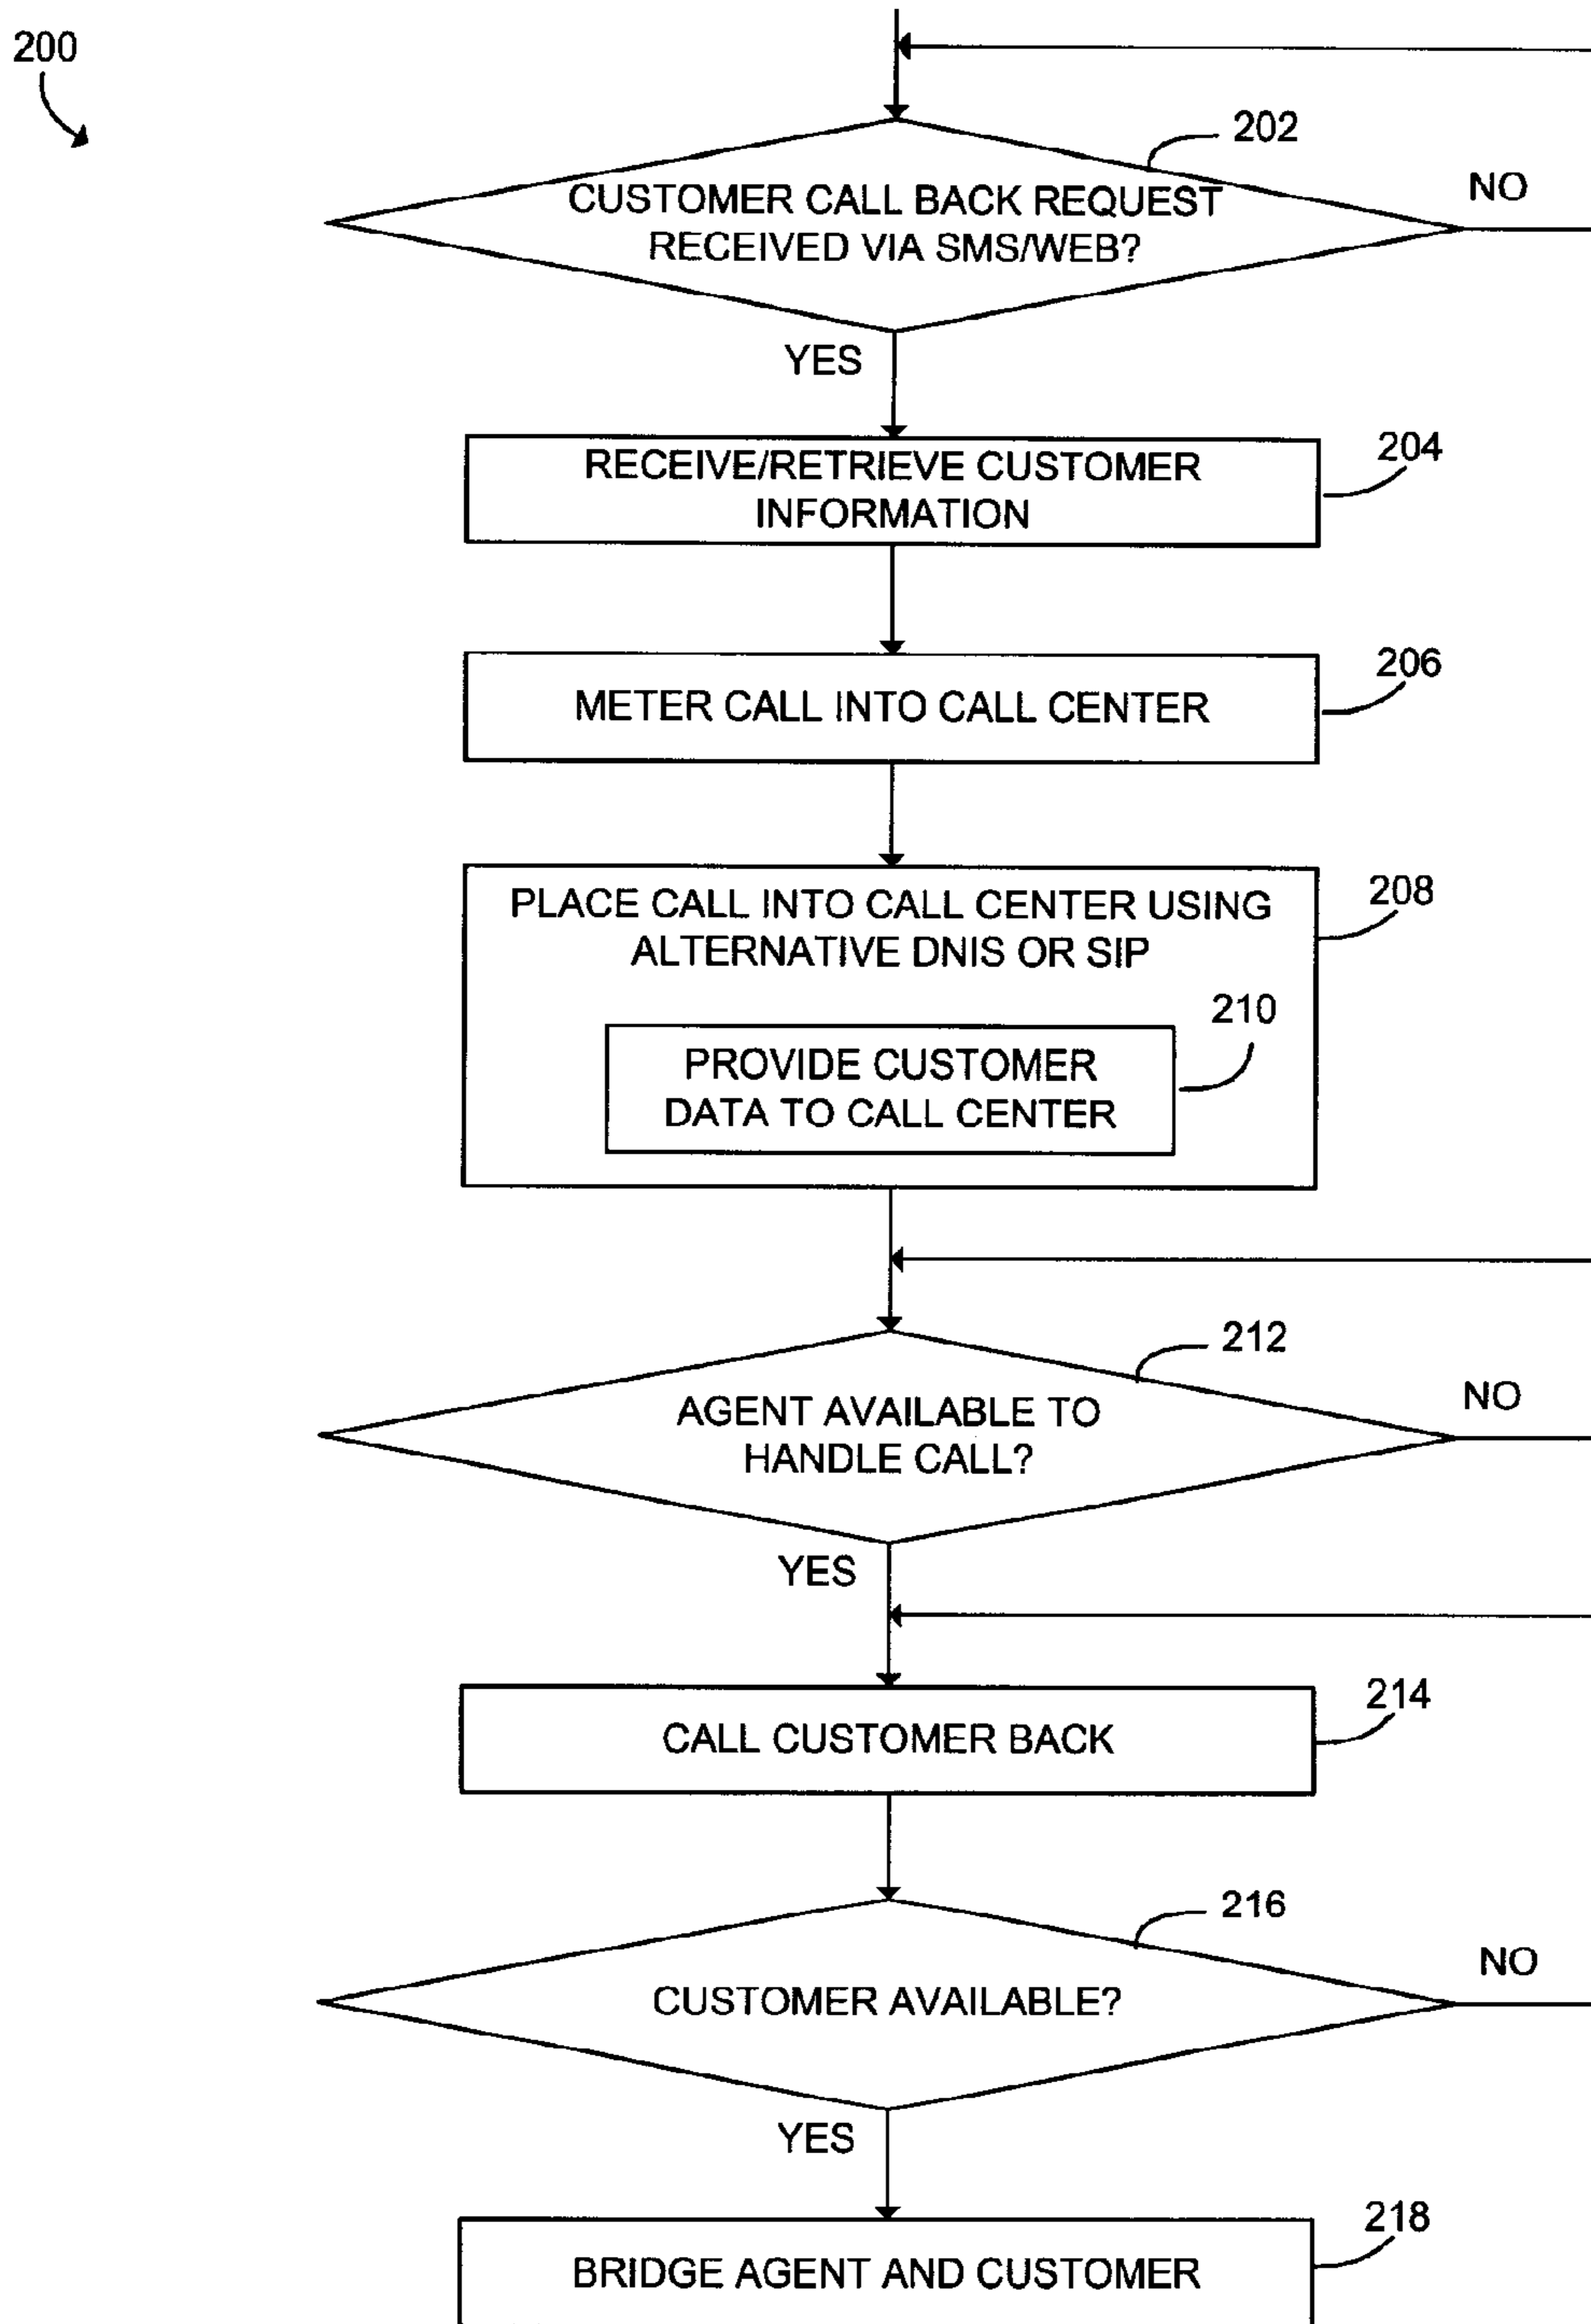 200
202
CUSTOMER CALL BACK REQUEST
RECEIVED VIA SMS/WEB?
NO
YES
RECEIVE/RETRIEVE CUSTOMER
INFORMATION
204
METER CALL INTO CALL CENTER
206
PLACE CALL INTO CALL CENTER USING
ALTERNATIVE DNIS OR SIP
208
210
PROVIDE CUSTOMER
DATA TO CALL CENTER
212
AGENT AVAILABLE TO
HANDLE CALL?
NO
YES
CALL CUSTOMER BACK
214
216
CUSTOMER AVAILABLE?
NO
YES
BRIDGE AGENT AND CUSTOMER
218